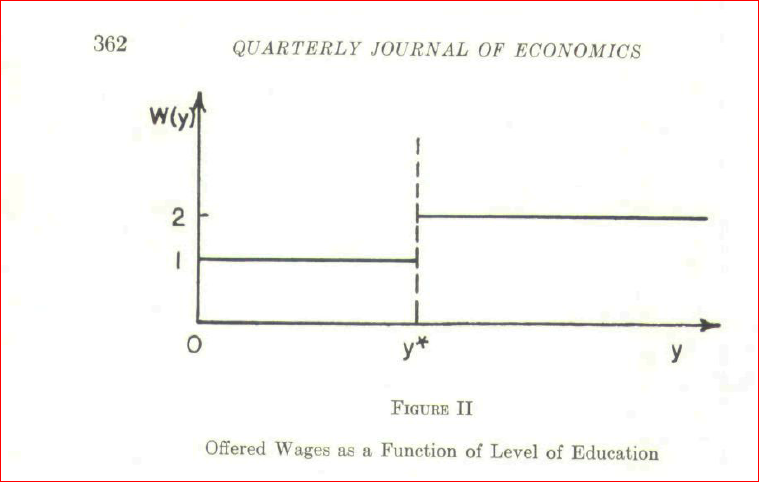 362 QUARTERLY JOURNAL OF ECONOMICS
W(y)
2
1
0 y* y
FIGURE II
Offered Wages as a Function of Level of Education